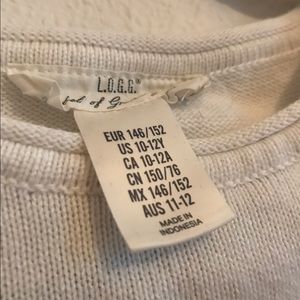 L.O.G.G.®
of
EUR 146/152
US 10-12Y
CA 10-12A
CN 150/76
MX 146/152
AUS 11-12
MADE IN
INDONESIA